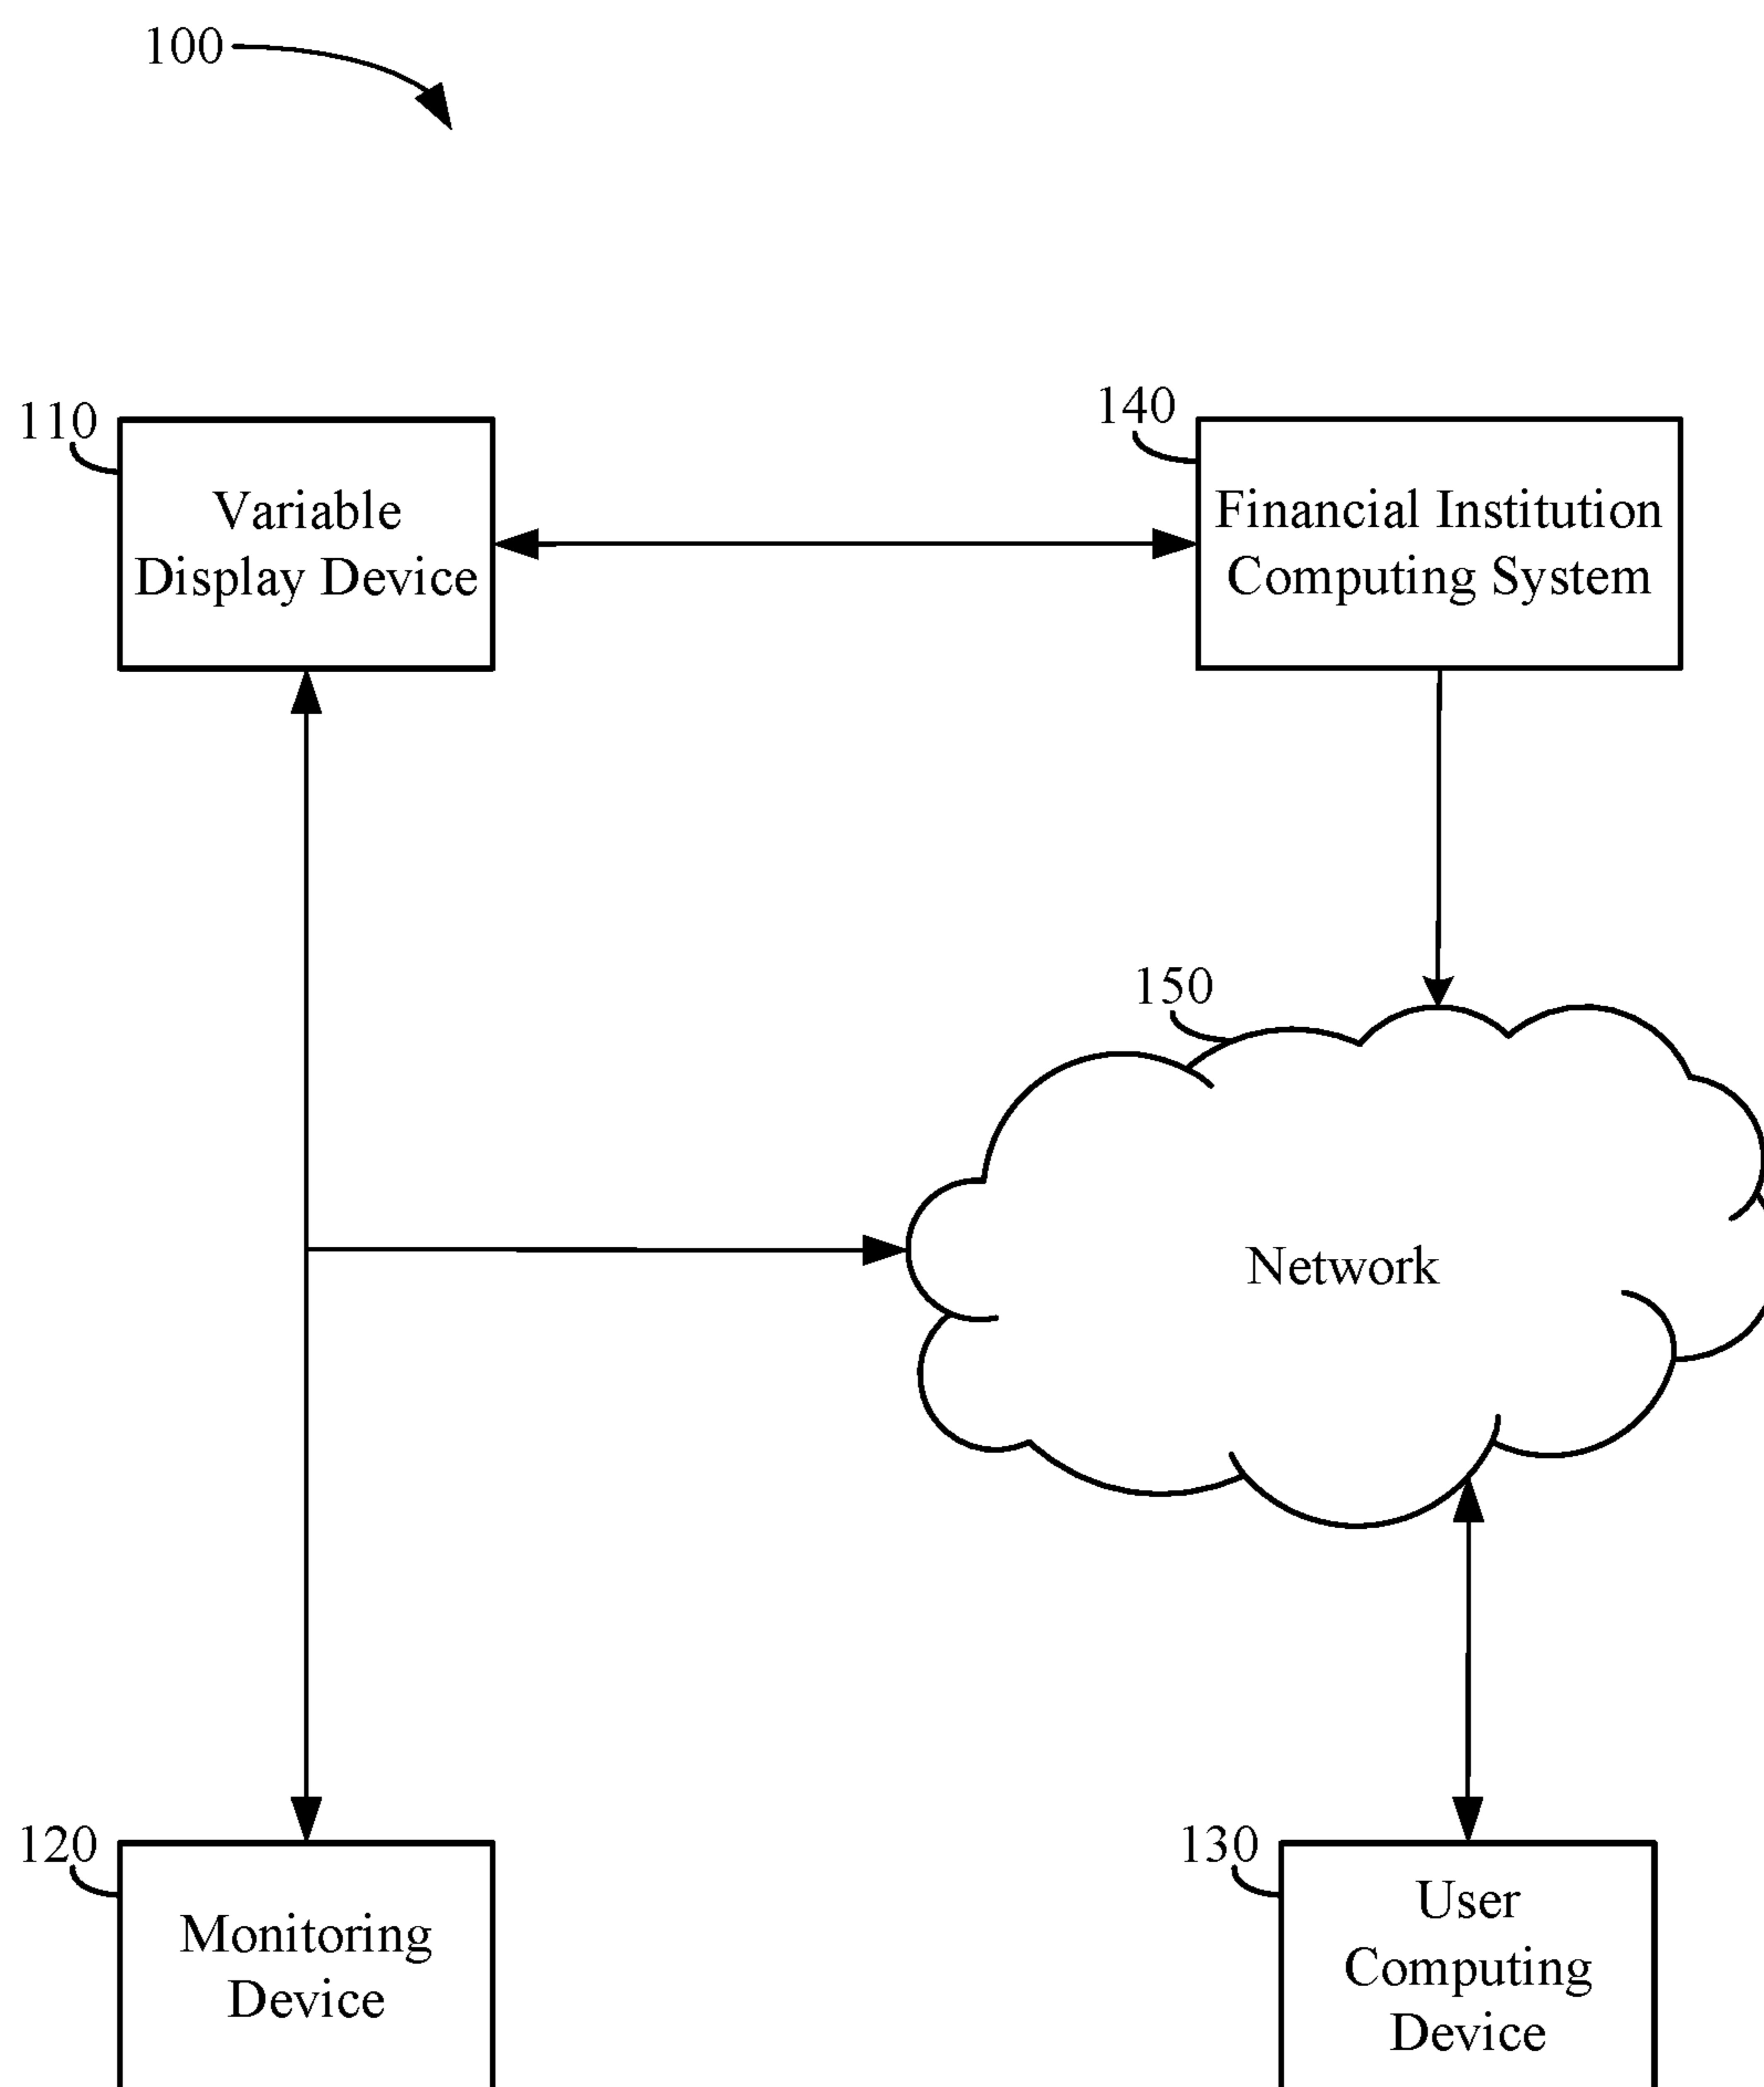 100
110
Variable
Display Device
140
Financial Institution
Computing System
150
Network
120
Monitoring
Device
130
User
Computing
Device